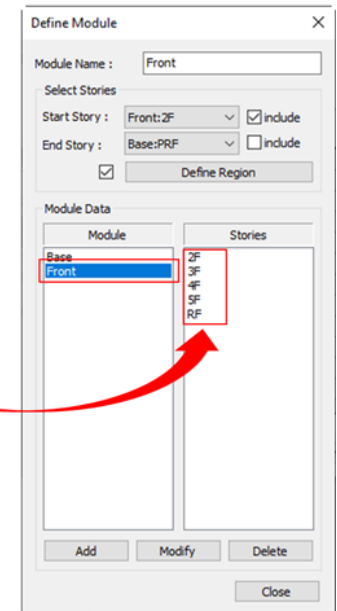 Define Module
Module Name : Front
Select Stories
Start Story : Front:2F include
End Story : Base:PRF include
Define Region
Module Data
Module Stories
Base 2F
Front 3F
4F
5F
RF
Add Modify Delete
Close